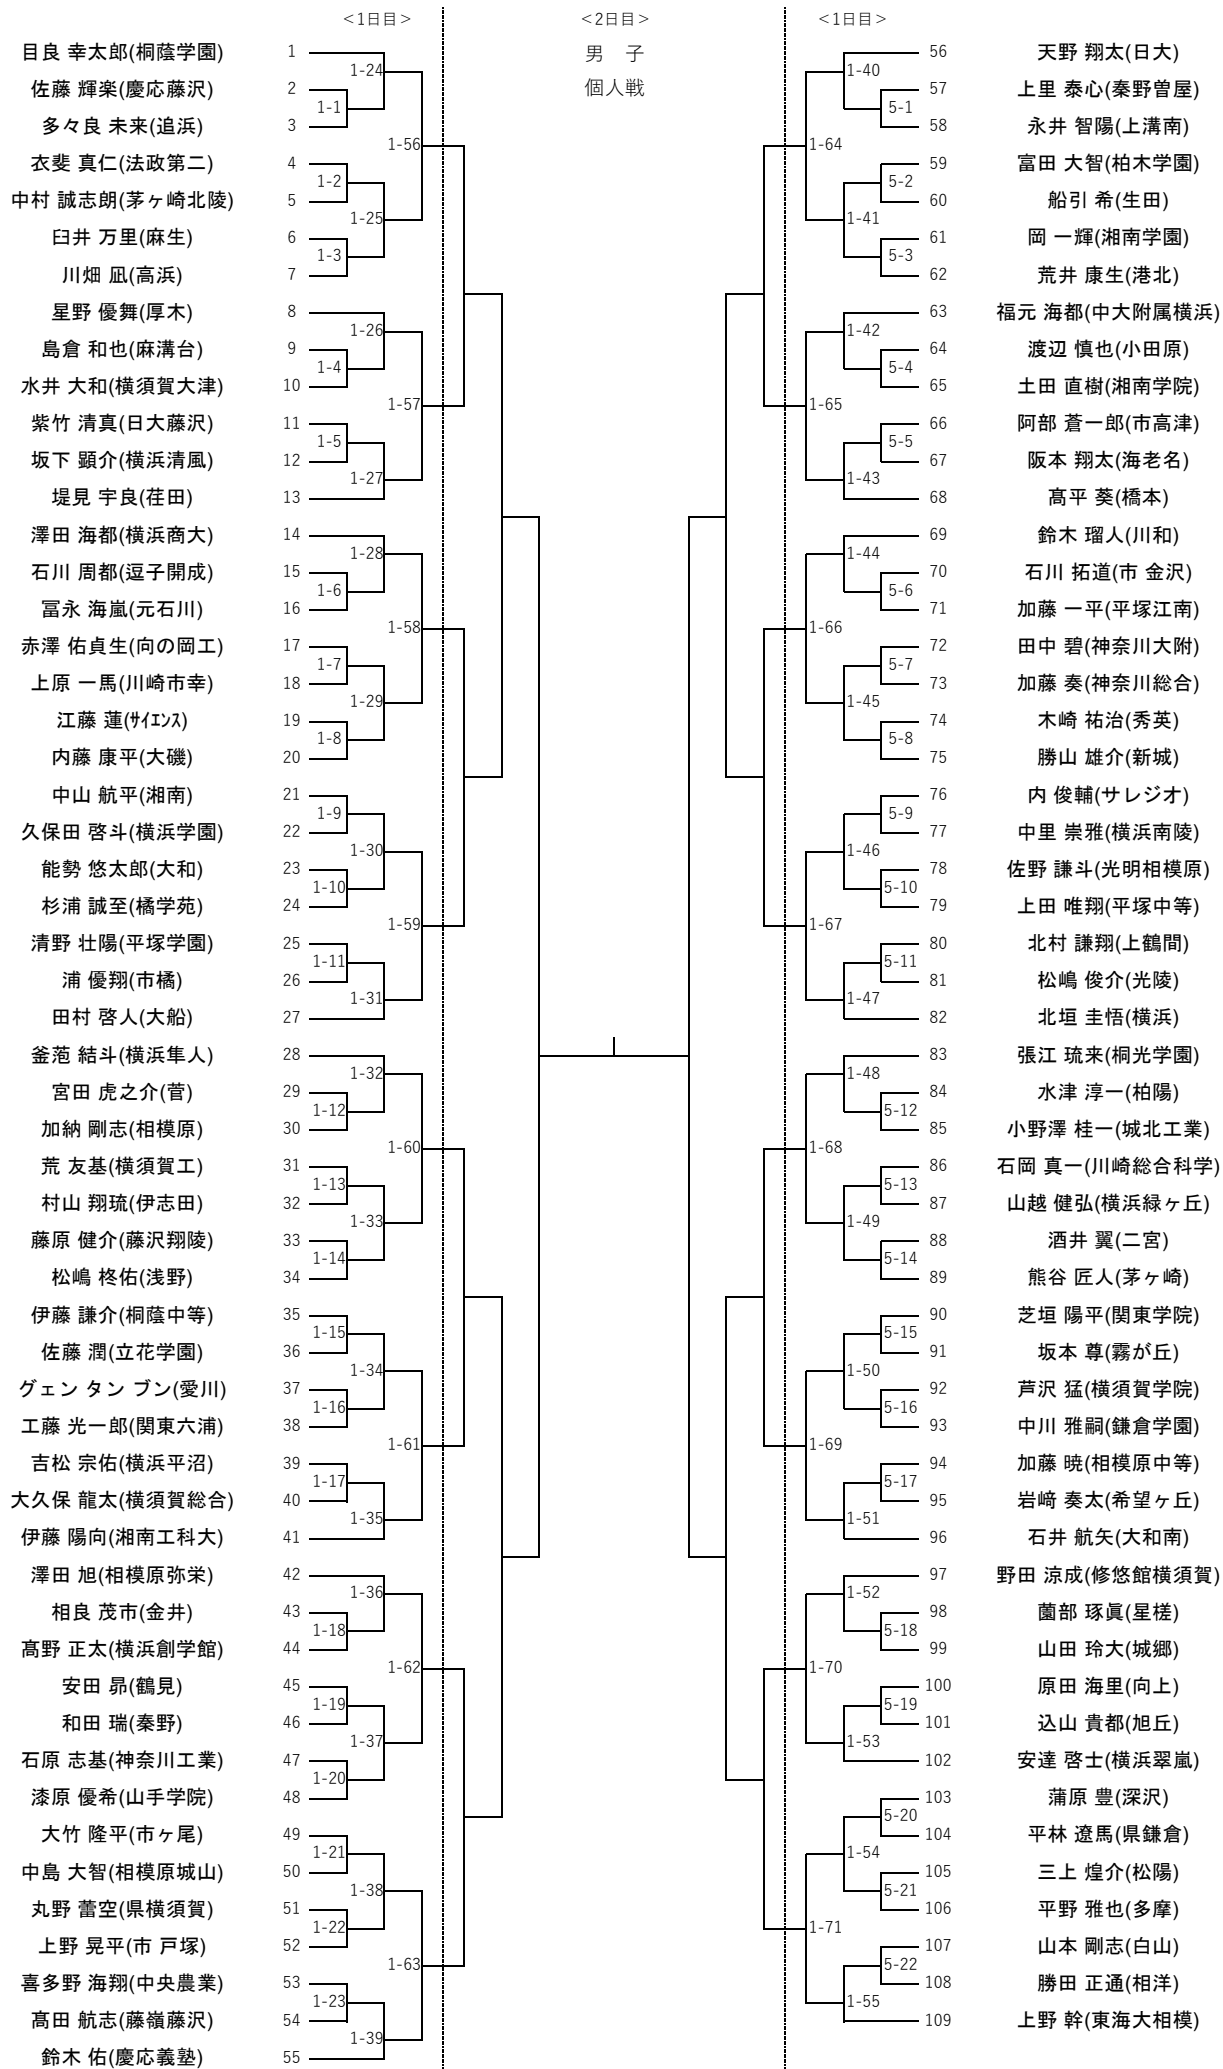 ＜1日目＞ ＜2日目＞ ＜1日目＞
男 子
個人戦
目良 幸太郎(桐蔭学園) 1
佐藤 輝楽(慶応藤沢) 2
多々良 未来(追浜) 3
衣斐 真仁(法政第二) 4
中村 誠志朗(茅ヶ崎北陵) 5
臼井 万里(麻生) 6
川畑 凪(高浜) 7
星野 優舞(厚木) 8
島倉 和也(麻溝台) 9
水井 大和(横須賀大津) 10
紫竹 清真(日大藤沢) 11
坂下 顕介(横浜清風) 12
堤見 宇良(荏田) 13
澤田 海都(横浜商大) 14
石川 周都(逗子開成) 15
冨永 海嵐(元石川) 16
赤澤 佑貞生(向の岡工) 17
上原 一馬(川崎市幸) 18
江藤 蓮(ｻｲｴﾝｽ) 19
内藤 康平(大磯) 20
中山 航平(湘南) 21
久保田 啓斗(横浜学園) 22
能勢 悠太郎(大和) 23
杉浦 誠至(橘学苑) 24
清野 壮陽(平塚学園) 25
浦 優翔(市橘) 26
田村 啓人(大船) 27
釜萢 結斗(横浜隼人) 28
宮田 虎之介(菅) 29
加納 剛志(相模原) 30
荒 友基(横須賀工) 31
村山 翔琉(伊志田) 32
藤原 健介(藤沢翔陵) 33
松嶋 柊佑(浅野) 34
伊藤 謙介(桐蔭中等) 35
佐藤 潤(立花学園) 36
グェン タン ブン(愛川) 37
工藤 光一郎(関東六浦) 38
吉松 宗佑(横浜平沼) 39
大久保 龍太(横須賀総合) 40
伊藤 陽向(湘南工科大) 41
澤田 旭(相模原弥栄) 42
相良 茂市(金井) 43
髙野 正太(横浜創学館) 44
安田 昴(鶴見) 45
和田 瑞(秦野) 46
石原 志基(神奈川工業) 47
漆原 優希(山手学院) 48
大竹 隆平(市ヶ尾) 49
中島 大智(相模原城山) 50
丸野 蕾空(県横須賀) 51
上野 晃平(市 戸塚) 52
喜多野 海翔(中央農業) 53
髙田 航志(藤嶺藤沢) 54
鈴木 佑(慶応義塾) 55
1-1
1-2
1-3
1-4
1-5
1-6
1-7
1-8
1-9
1-10
1-11
1-12
1-13
1-14
1-15
1-16
1-17
1-18
1-19
1-20
1-21
1-22
1-23
1-24
1-25
1-26
1-27
1-28
1-29
1-30
1-31
1-32
1-33
1-34
1-35
1-36
1-37
1-38
1-39
1-56
1-57
1-58
1-59
1-60
1-61
1-62
1-63
1-64
1-65
1-66
1-67
1-68
1-69
1-70
1-71
1-40
1-41
1-42
1-43
1-44
1-45
1-46
1-47
1-48
1-49
1-50
1-51
1-52
1-53
1-54
1-55
5-1
5-2
5-3
5-4
5-5
5-6
5-7
5-8
5-9
5-10
5-11
5-12
5-13
5-14
5-15
5-16
5-17
5-18
5-19
5-20
5-21
5-22
56 天野 翔太(日大)
57 上里 泰心(秦野曽屋)
58 永井 智陽(上溝南)
59 富田 大智(柏木学園)
60 船引 希(生田)
61 岡 一輝(湘南学園)
62 荒井 康生(港北)
63 福元 海都(中大附属横浜)
64 渡辺 慎也(小田原)
65 土田 直樹(湘南学院)
66 阿部 蒼一郎(市高津)
67 阪本 翔太(海老名)
68 髙平 葵(橋本)
69 鈴木 瑠人(川和)
70 石川 拓道(市 金沢)
71 加藤 一平(平塚江南)
72 田中 碧(神奈川大附)
73 加藤 奏(神奈川総合)
74 木崎 祐治(秀英)
75 勝山 雄介(新城)
76 内 俊輔(サレジオ)
77 中里 崇雅(横浜南陵)
78 佐野 謙斗(光明相模原)
79 上田 唯翔(平塚中等)
80 北村 謙翔(上鶴間)
81 松嶋 俊介(光陵)
82 北垣 圭悟(横浜)
83 張江 琉来(桐光学園)
84 水津 淳一(柏陽)
85 小野澤 桂一(城北工業)
86 石岡 真一(川崎総合科学)
87 山越 健弘(横浜緑ヶ丘)
88 酒井 翼(二宮)
89 熊谷 匠人(茅ヶ崎)
90 芝垣 陽平(関東学院)
91 坂本 尊(霧が丘)
92 芦沢 猛(横須賀学院)
93 中川 雅嗣(鎌倉学園)
94 加藤 暁(相模原中等)
95 岩﨑 奏太(希望ヶ丘)
96 石井 航矢(大和南)
97 野田 涼成(修悠館横須賀)
98 薗部 琢眞(星槎)
99 山田 玲大(城郷)
100 原田 海里(向上)
101 込山 貴都(旭丘)
102 安達 啓士(横浜翠嵐)
103 蒲原 豊(深沢)
104 平林 遼馬(県鎌倉)
105 三上 煌介(松陽)
106 平野 雅也(多摩)
107 山本 剛志(白山)
108 勝田 正通(相洋)
109 上野 幹(東海大相模)